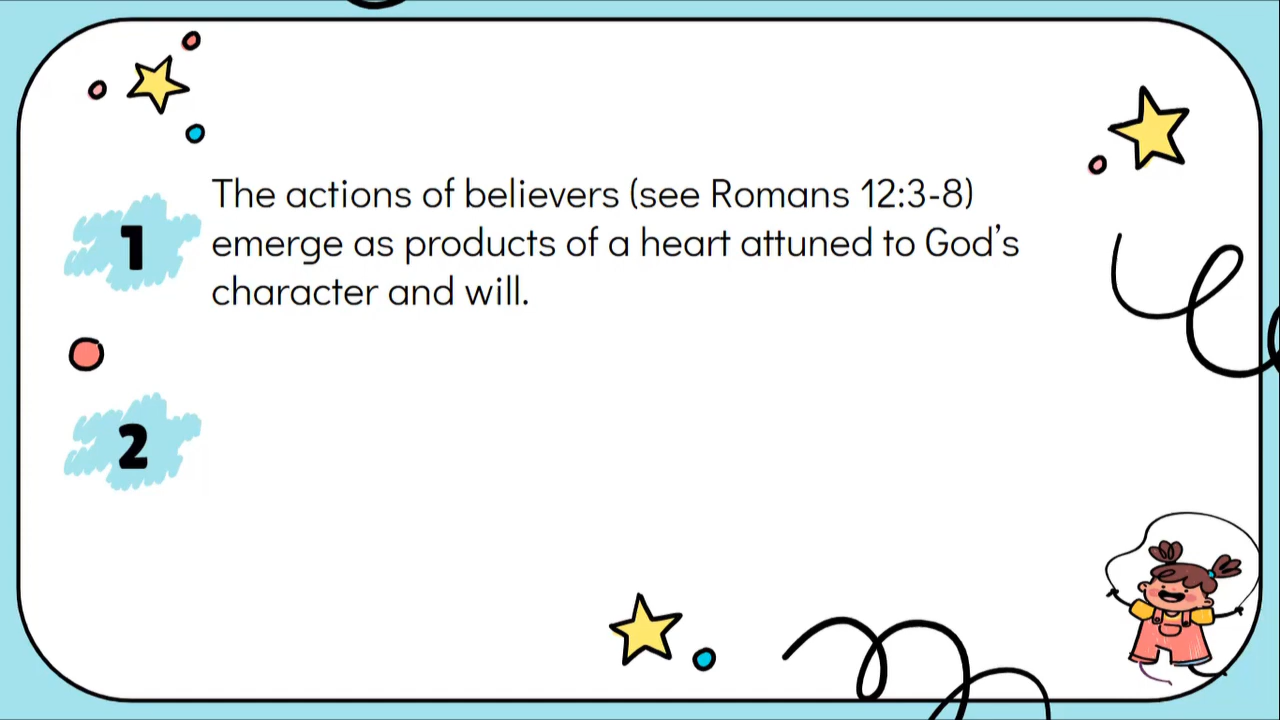 1
The actions of believers (see Romans 12:3-8)
emerge as products of a heart attuned to God’s
character and will.
2